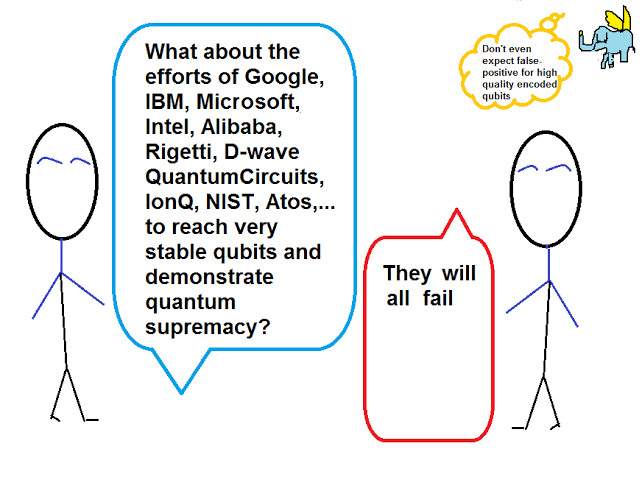 What about the
efforts of Google,
IBM, Microsoft,
Intel, Alibaba,
Rigetti, D-wave
QuantumCircuits,
IonQ, NIST, Atos,...
to reach very
stable qubits and
demonstrate
quantum
supremacy?
Don't even
expect false-
positive for high
quality encoded
qubits
They will
all fail